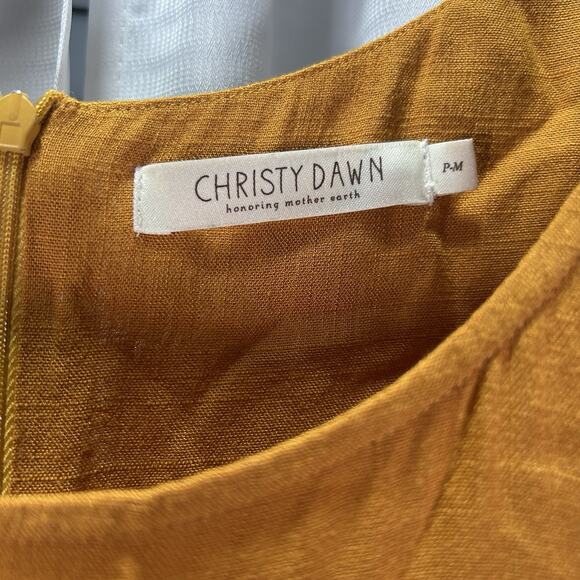 CHRISTY DAWN
honoring mother earth
P-M